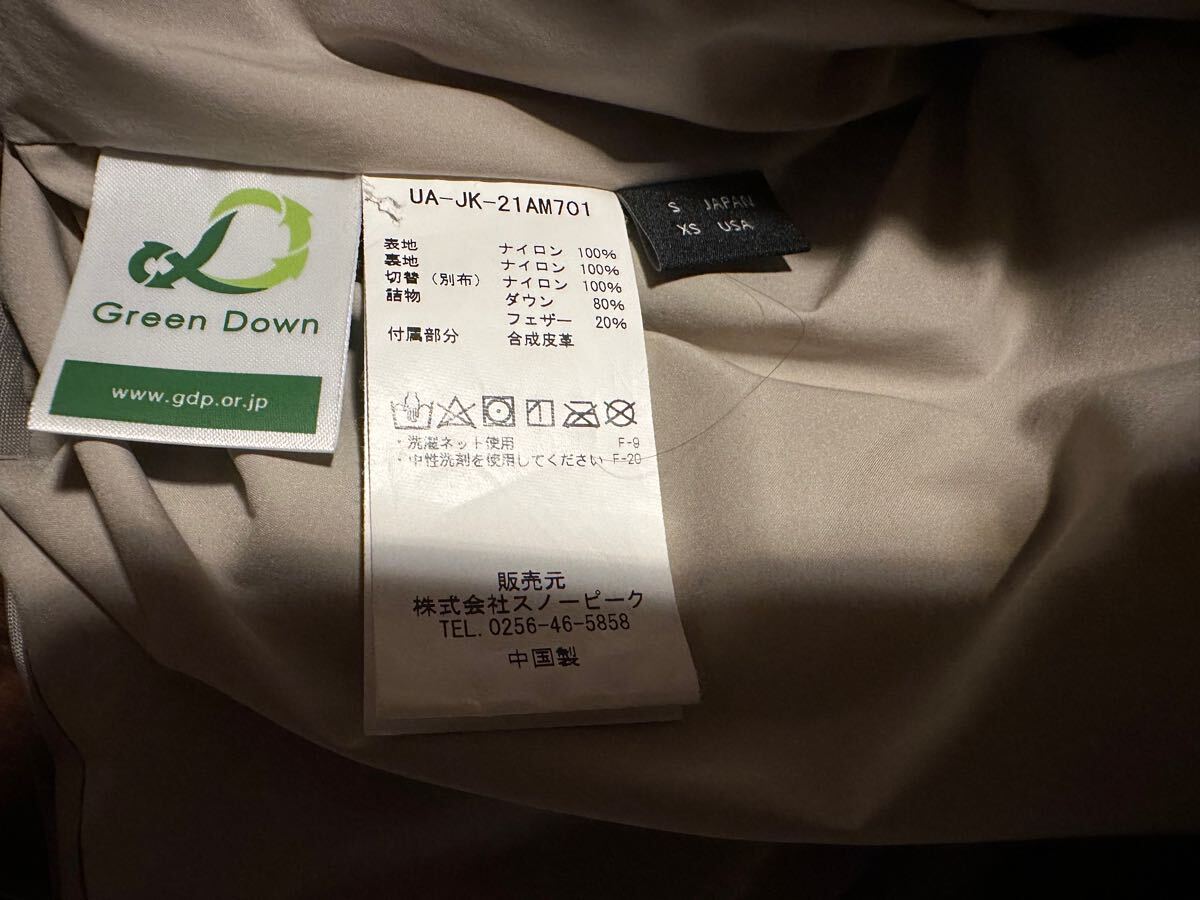 Green Down
www.gdp.or.jp
UA-JK-21AM701
表地 ナイロン 100%
裏地 ナイロン 100%
切替(別布) ナイロン 100%
詰物 ダウン 80%
フェザー 20%
付属部分 合成皮革
・洗濯ネット使用 F-9
・中性洗剤を使用してください F-20
販売元
株式会社スノーピーク
TEL.0256-46-5858
中国製
S JAPAN
XS USA